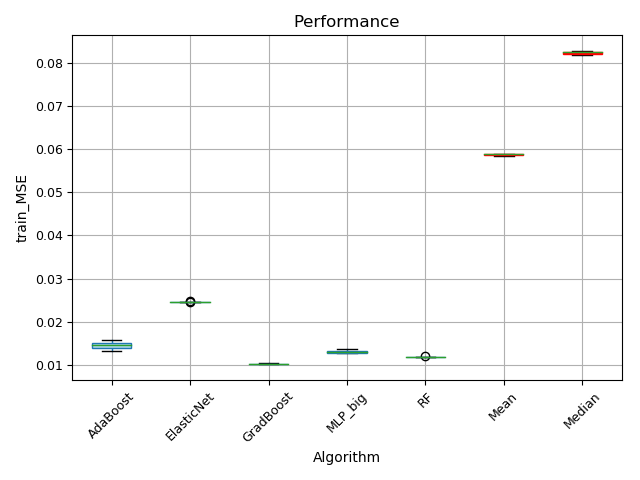 Performance
train_MSE
0.08
0.07
0.06
0.05
0.04
0.03
0.02
0.01
AdaBoost
ElasticNet
GradBoost
MLP_big
RF
Mean
Median
Algorithm